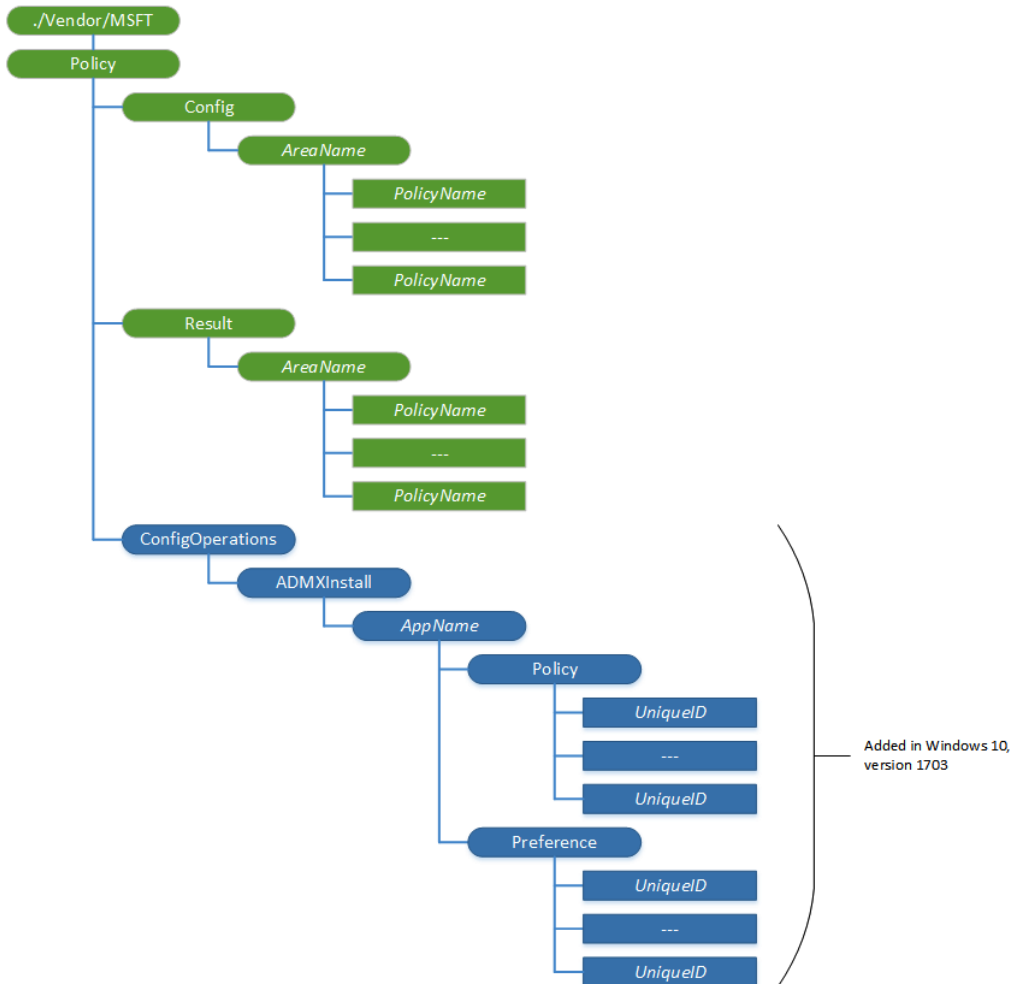 ./Vendor/MSFT
Policy
Config
AreaName
PolicyName
---
PolicyName
Result
AreaName
PolicyName
---
PolicyName
ConfigOperations
ADMXInstall
AppName
Policy
UniqueID
---
UniqueID
Preference
UniqueID
---
UniqueID
Added in Windows 10,
version 1703